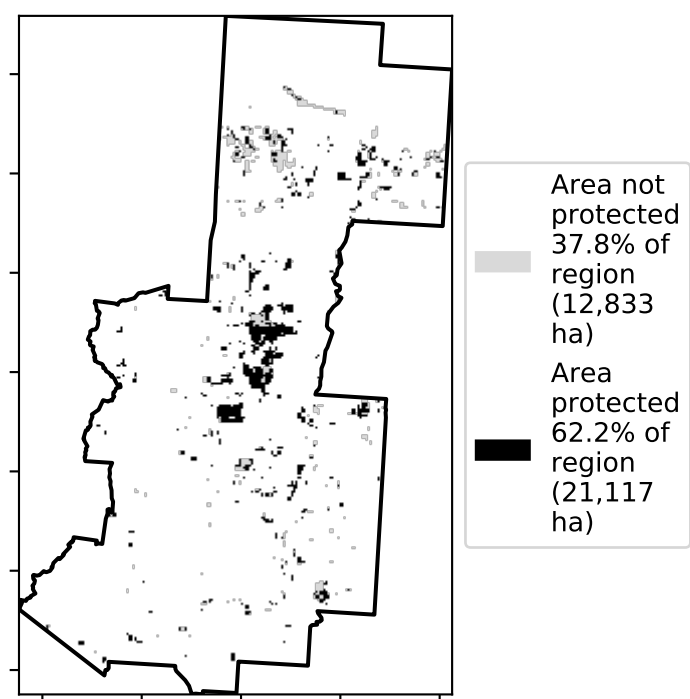 Area not
protected
37.8% of
region
(12,833
ha)
Area
protected
62.2% of
region
(21,117
ha)